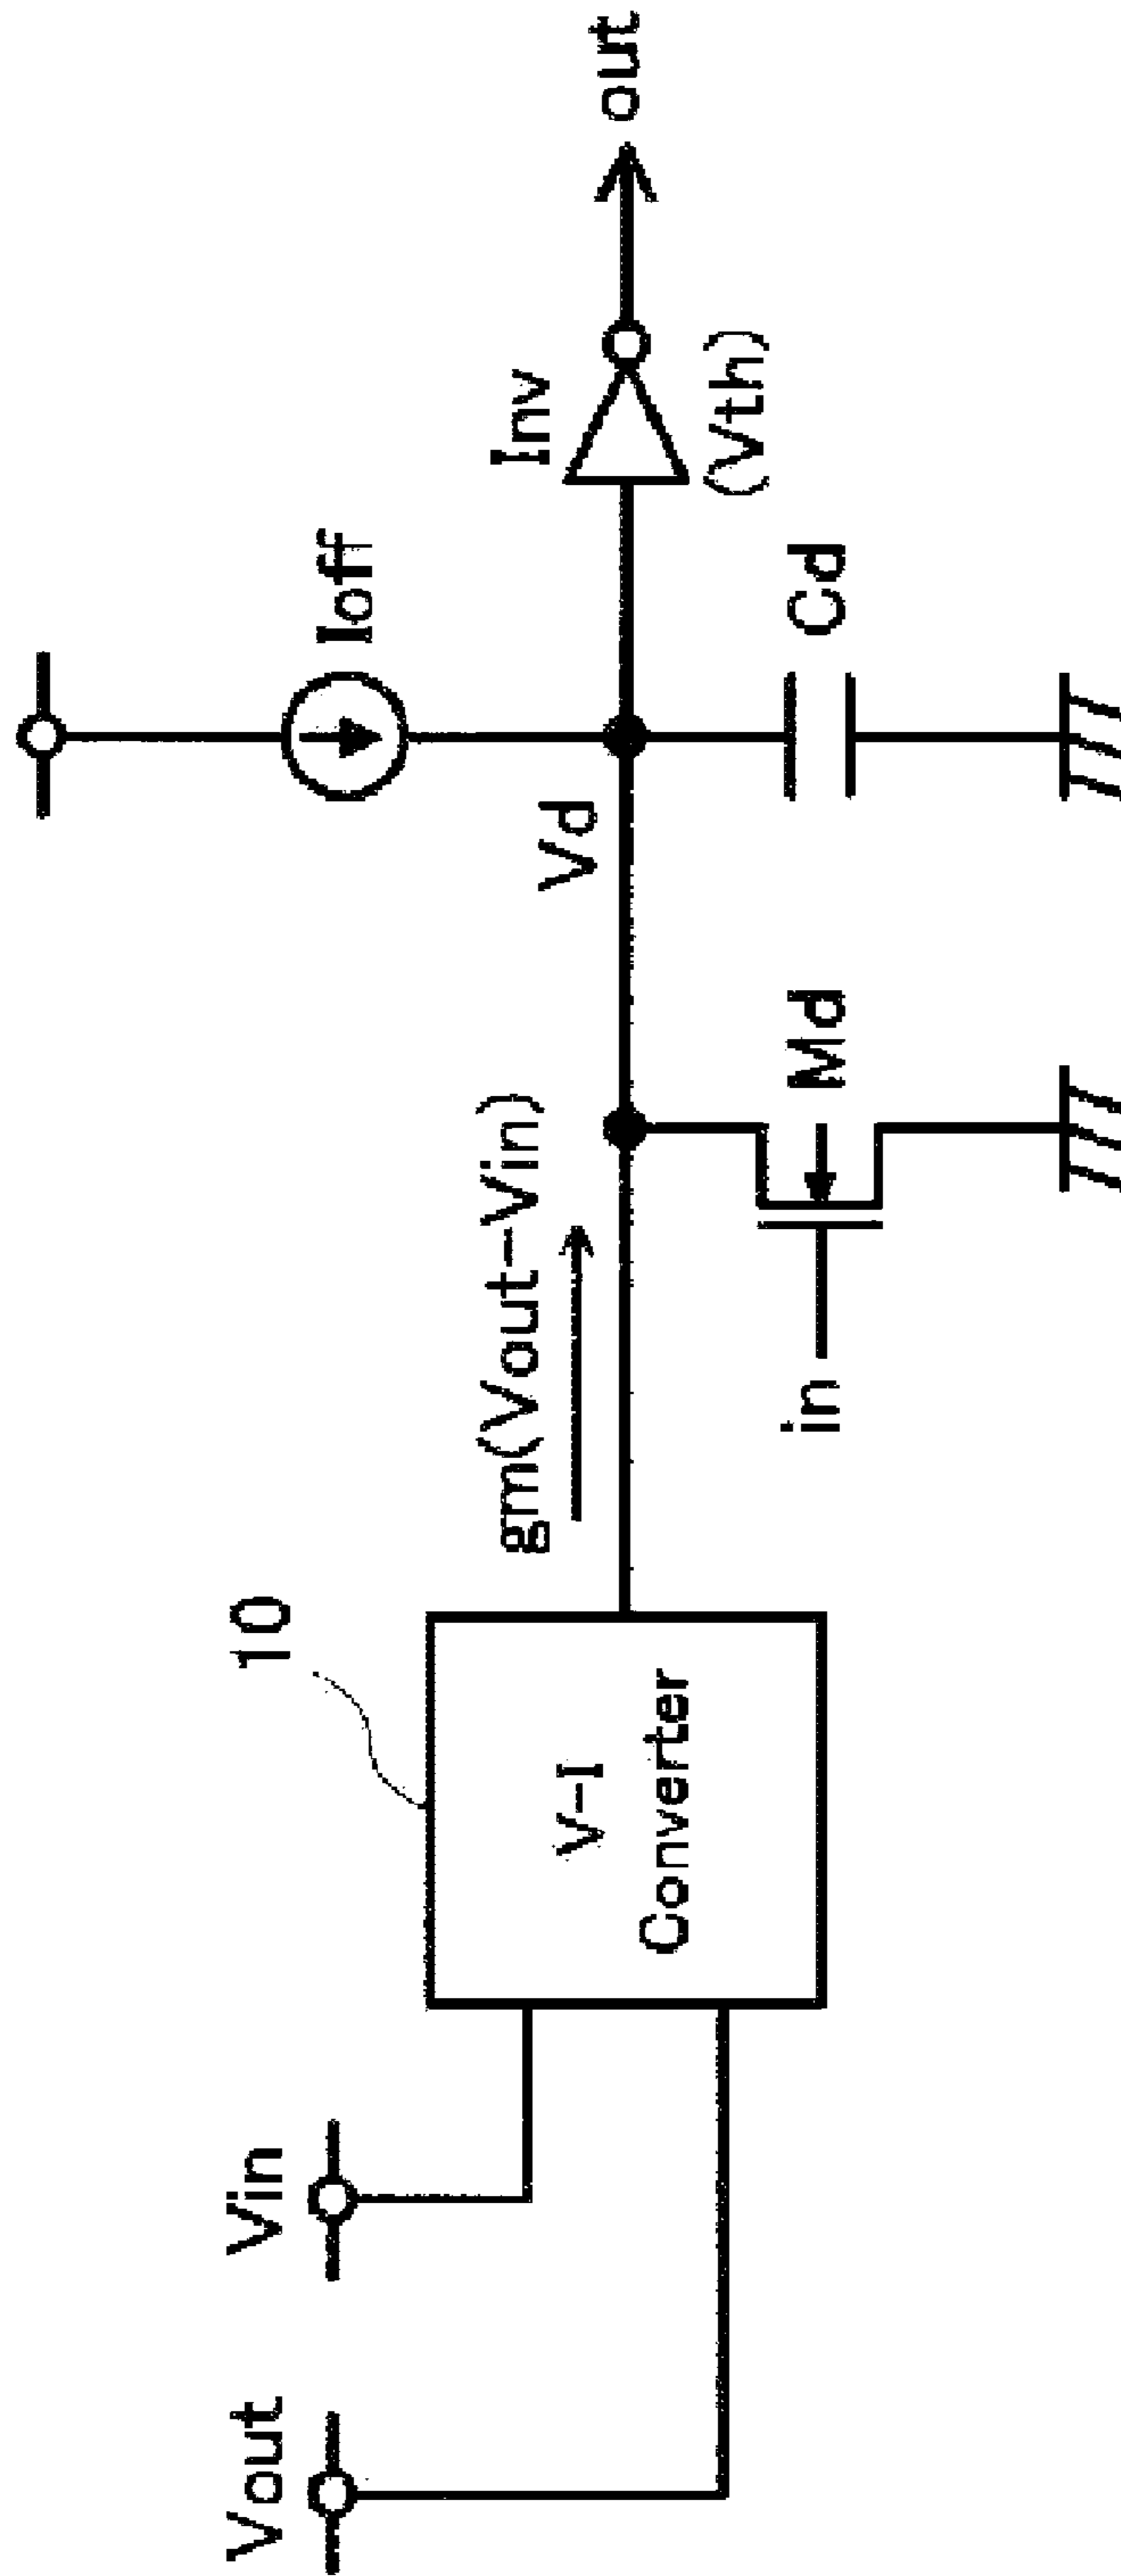 Vout
Vin
10
V-I
Converter
gm(Vout-Vin)
in
Md
Vd
Ioff
Cd
Inv
(Vth)
out